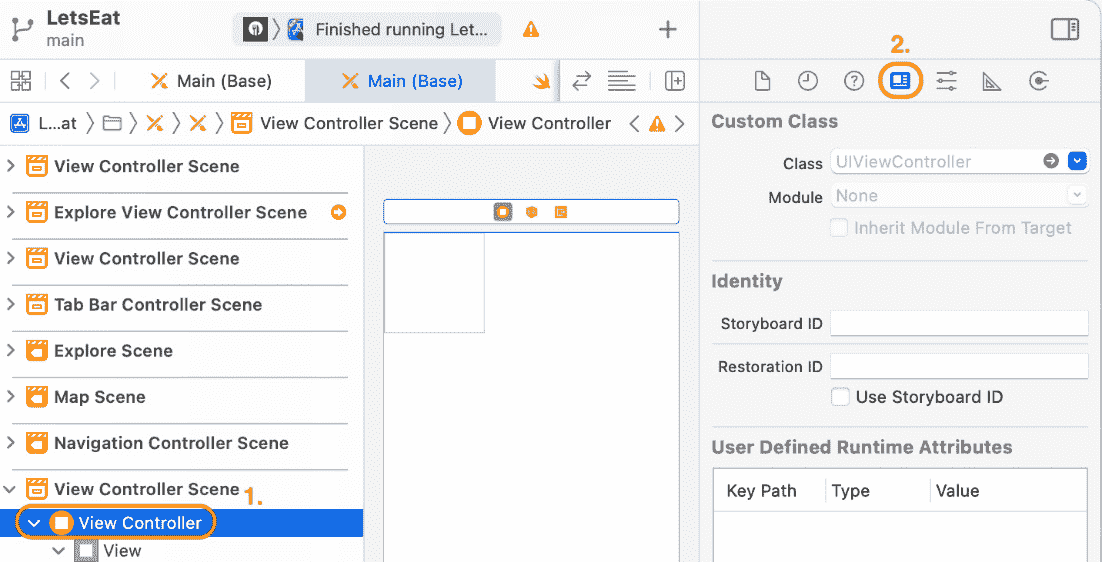 LetsEat
main
Finished running Let...
2.
Main (Base)
Main (Base)
L...at
View Controller Scene
View Controller
View Controller Scene
Explore View Controller Scene
View Controller Scene
Tab Bar Controller Scene
Explore Scene
Map Scene
Navigation Controller Scene
View Controller Scene
1.
View Controller
View
Custom Class
Class UIViewController
Module None
Inherit Module From Target
Identity
Storyboard ID
Restoration ID
Use Storyboard ID
User Defined Runtime Attributes
Key Path Type Value